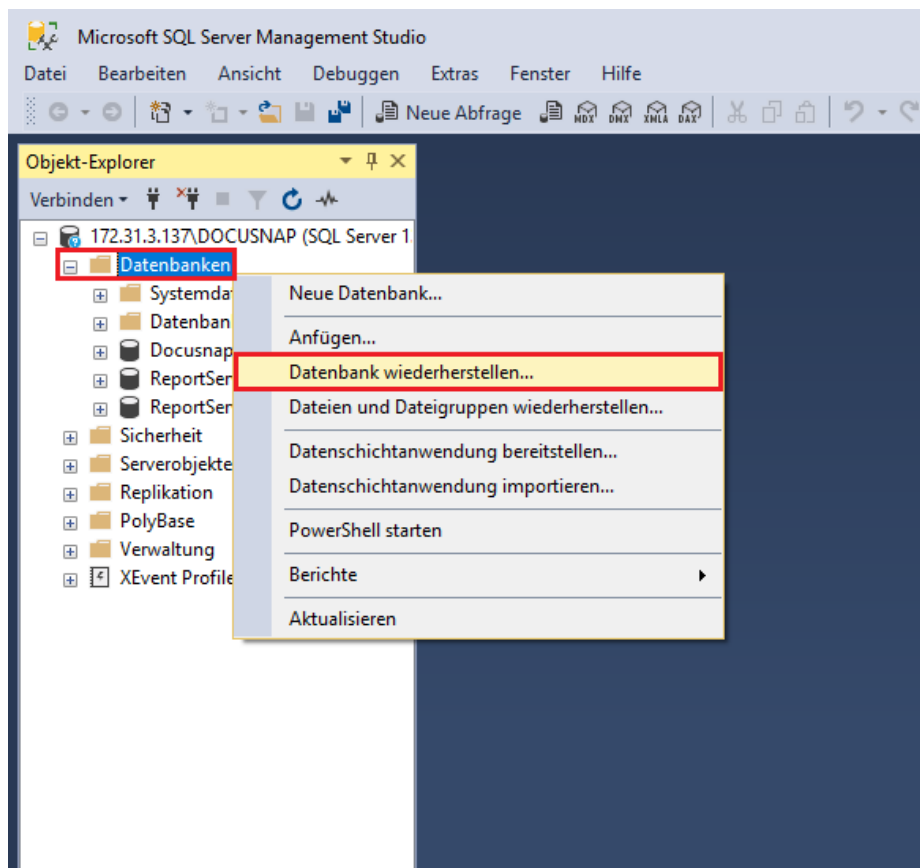 Microsoft SQL Server Management Studio
Datei Bearbeiten Ansicht Debuggen Extras Fenster Hilfe
Neue Abfrage MDX DMX XMLA DAX
Objekt-Explorer
Verbinden
172.31.3.137\DOCUSNAP (SQL Server 1
Datenbanken
Systemda
Datenban
Docusnap
ReportSer
ReportSer
Sicherheit
Serverobjekte
Replikation
PolyBase
Verwaltung
XEvent Profile
Neue Datenbank...
Anfügen...
Datenbank wiederherstellen...
Dateien und Dateigruppen wiederherstellen...
Datenschichtanwendung bereitstellen...
Datenschichtanwendung importieren...
PowerShell starten
Berichte
Aktualisieren